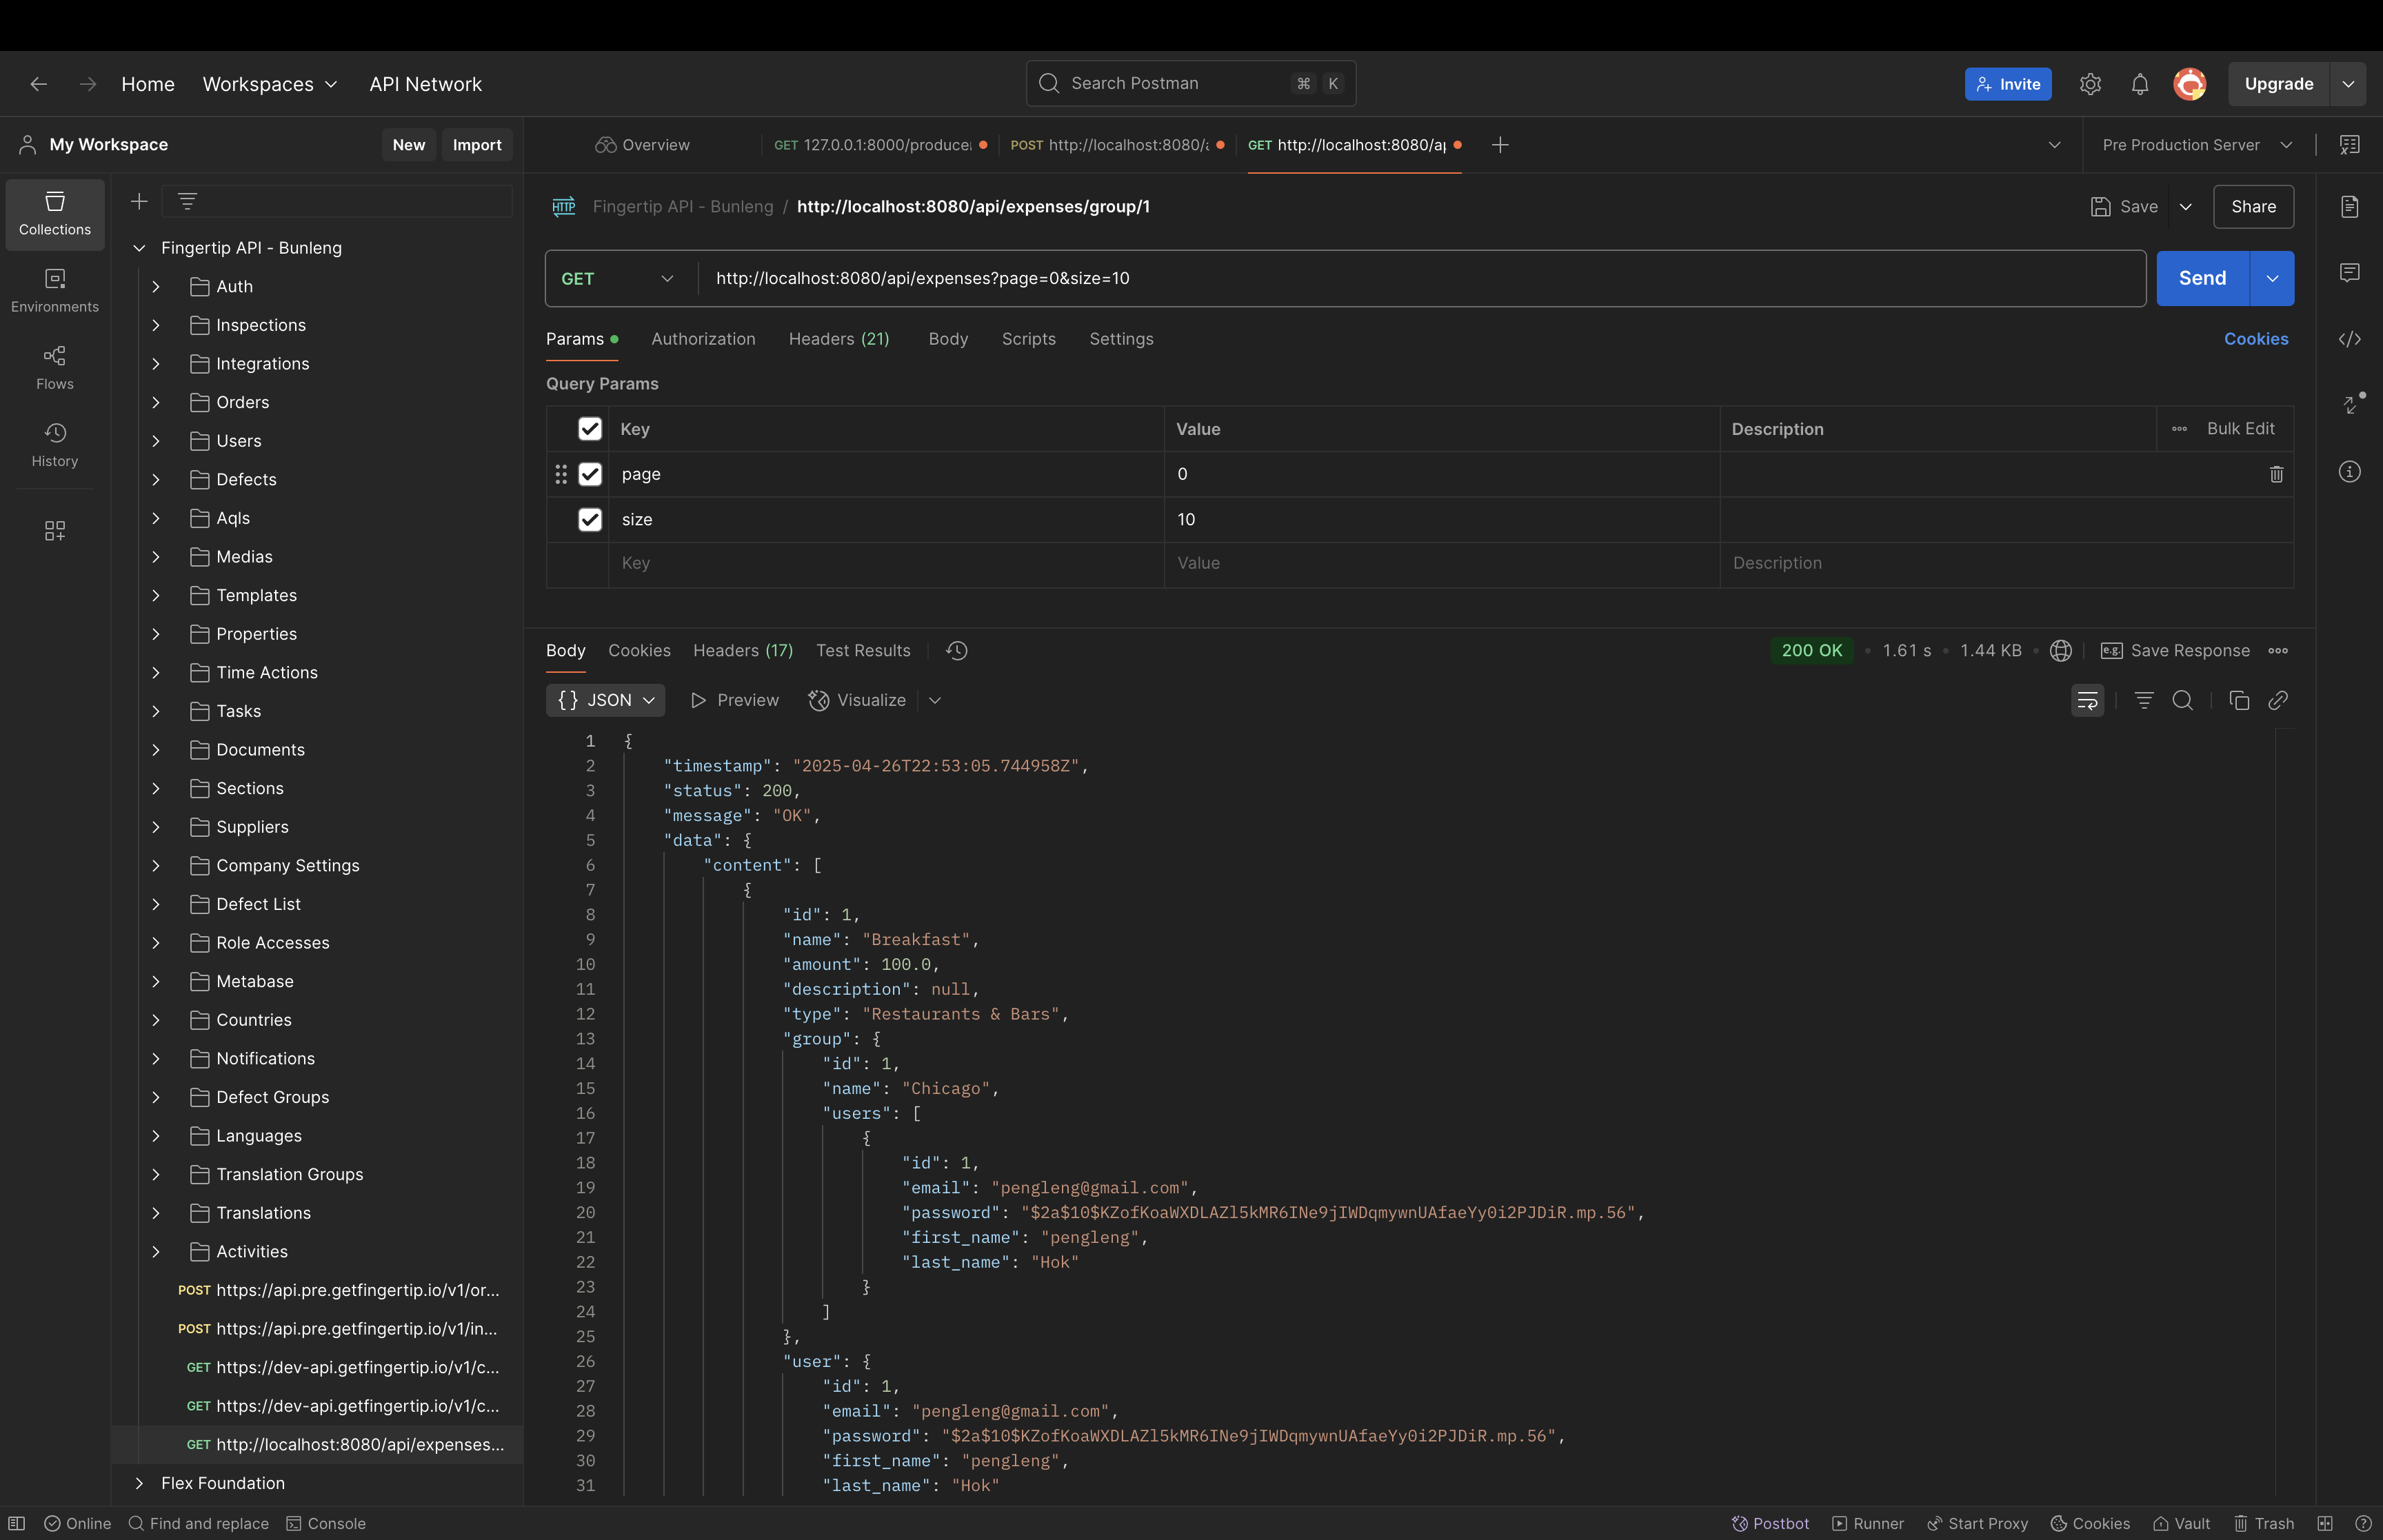 Home Workspaces API Network Search Postman ⌘ K Invite Upgrade
My Workspace New Import Overview GET 127.0.0.1:8000/produce POST http://localhost:8080/a GET http://localhost:8080/ap Pre Production Server
Collections
Environments
Flows
History
Fingertip API - Bunleng
Auth
Inspections
Integrations
Orders
Users
Defects
Aqls
Medias
Templates
Properties
Time Actions
Tasks
Documents
Sections
Suppliers
Company Settings
Defect List
Role Accesses
Metabase
Countries
Notifications
Defect Groups
Languages
Translation Groups
Translations
Activities
POST https://api.pre.getfingertip.io/v1/or...
POST https://api.pre.getfingertip.io/v1/in...
GET https://dev-api.getfingertip.io/v1/c...
GET https://dev-api.getfingertip.io/v1/c...
GET http://localhost:8080/api/expenses...
Flex Foundation
HTTP Fingertip API - Bunleng / http://localhost:8080/api/expenses/group/1 Save Share
GET http://localhost:8080/api/expenses?page=0&size=10 Send
Params Authorization Headers (21) Body Scripts Settings Cookies
Query Params
Key Value Description Bulk Edit
page 0
size 10
Key Value Description
Body Cookies Headers (17) Test Results 200 OK • 1.61 s • 1.44 KB • e.g. Save Response
{} JSON Preview Visualize
1 {
2 "timestamp": "2025-04-26T22:53:05.744958Z",
3 "status": 200,
4 "message": "OK",
5 "data": {
6 "content": [
7 {
8 "id": 1,
9 "name": "Breakfast",
10 "amount": 100.0,
11 "description": null,
12 "type": "Restaurants & Bars",
13 "group": {
14 "id": 1,
15 "name": "Chicago",
16 "users": [
17 {
18 "id": 1,
19 "email": "pengleng@gmail.com",
20 "password": "$2a$10$KZofKoaWXDLAZl5kMR6INe9jIWDqmywnUAfaeYy0i2PJDiR.mp.56",
21 "first_name": "pengleng",
22 "last_name": "Hok"
23 }
24 ]
25 },
26 "user": {
27 "id": 1,
28 "email": "pengleng@gmail.com",
29 "password": "$2a$10$KZofKoaWXDLAZl5kMR6INe9jIWDqmywnUAfaeYy0i2PJDiR.mp.56",
30 "first_name": "pengleng",
31 "last_name": "Hok"
Online Find and replace Console Postbot Runner Start Proxy Cookies Vault Trash